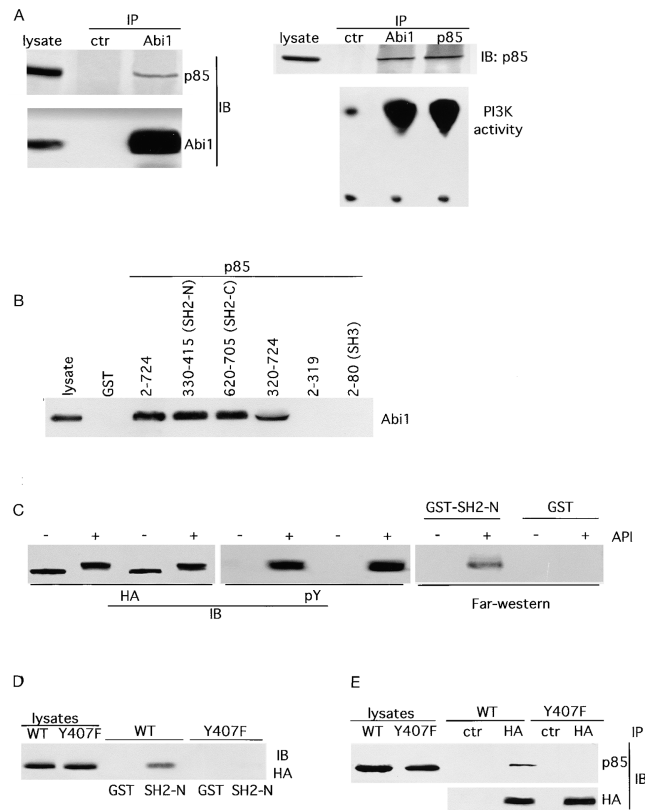 A
IP
lysate ctr Abi1
p85
IB
Abi1
IP
lysate ctr Abi1 p85
IB: p85
PI3K
activity
B
p85
lysate
GST
2-724
330-415 (SH2-N)
620-705 (SH2-C)
320-724
2-319
2-80 (SH3)
Abi1
C
GST-SH2-N GST
- + - + - + - + - + - + API
HA pY
IB
Far-western
D
lysates WT Y407F
WT Y407F
IB
HA
GST SH2-N GST SH2-N
E
lysates WT Y407F
WT Y407F ctr HA ctr HA IP
p85
IB
HA